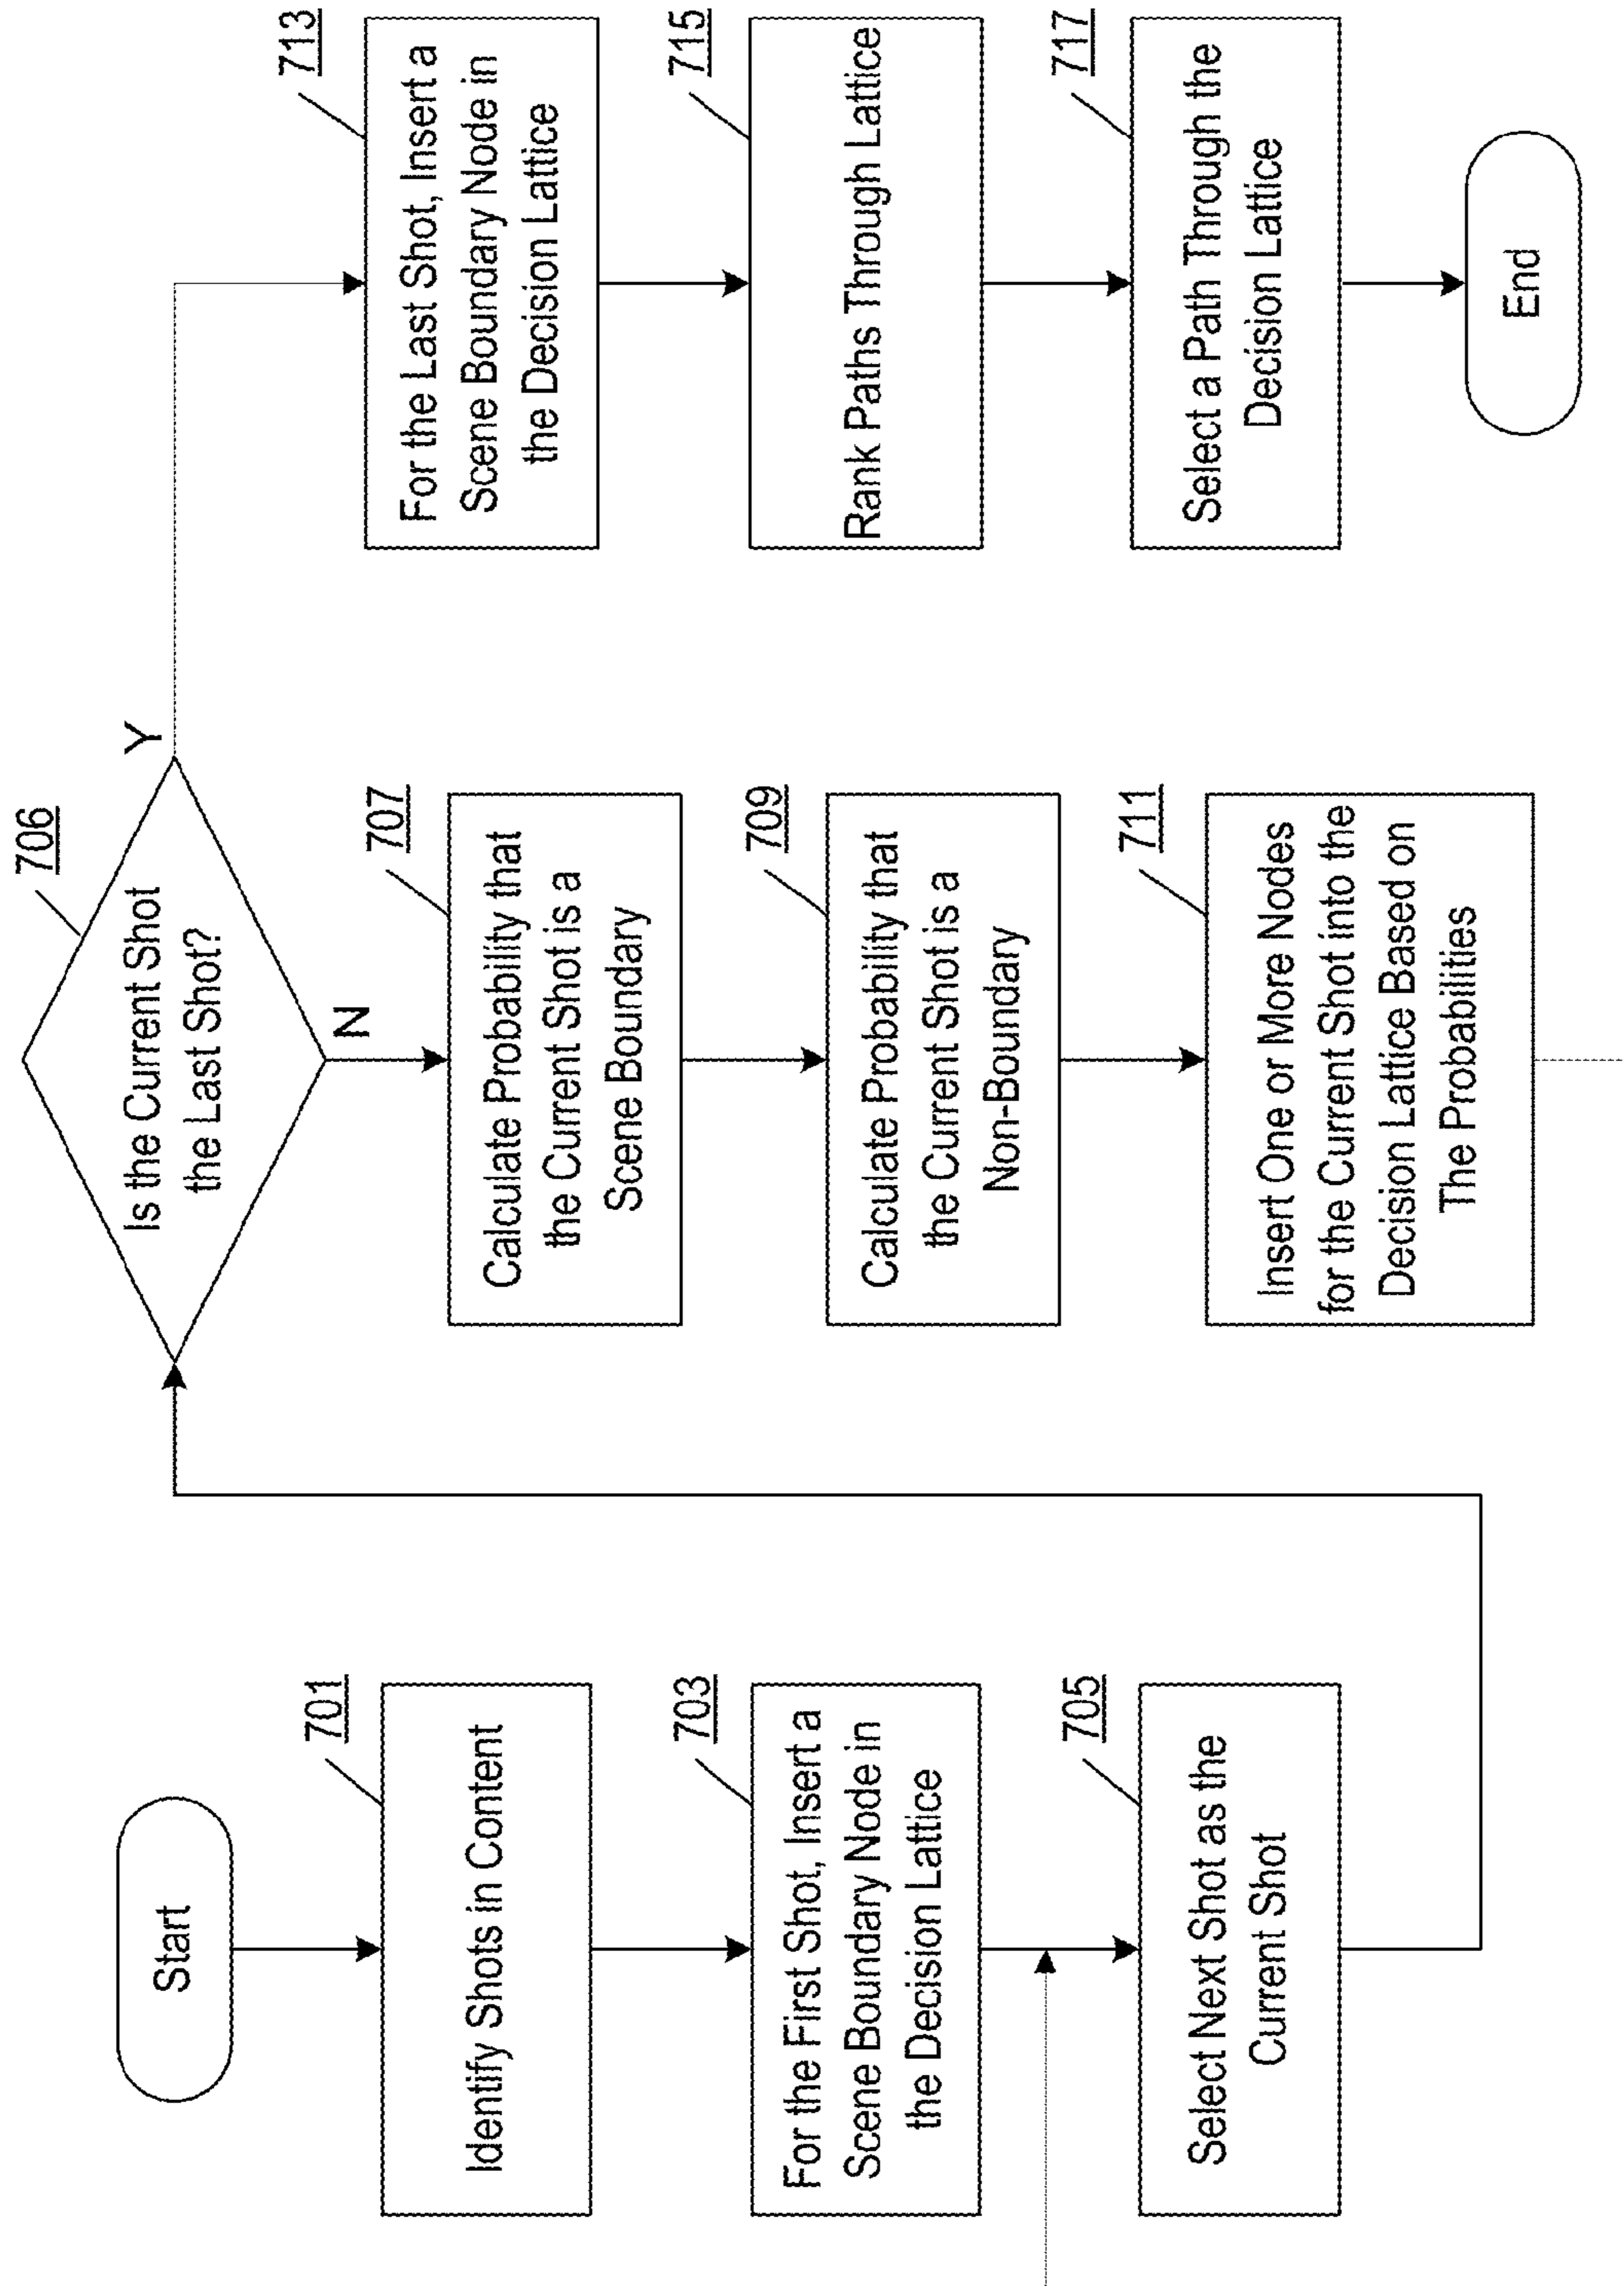 Start
701
Identify Shots in Content
703
For the First Shot, Insert a
Scene Boundary Node in
the Decision Lattice
705
Select Next Shot as the
Current Shot
706
Is the Current Shot
the Last Shot?
Y
N
707
Calculate Probability that
the Current Shot is a
Scene Boundary
709
Calculate Probability that
the Current Shot is a
Non-Boundary
711
Insert One or More Nodes
for the Current Shot into the
Decision Lattice Based on
The Probabilities
713
For the Last Shot, Insert a
Scene Boundary Node in
the Decision Lattice
715
Rank Paths Through Lattice
717
Select a Path Through the
Decision Lattice
End